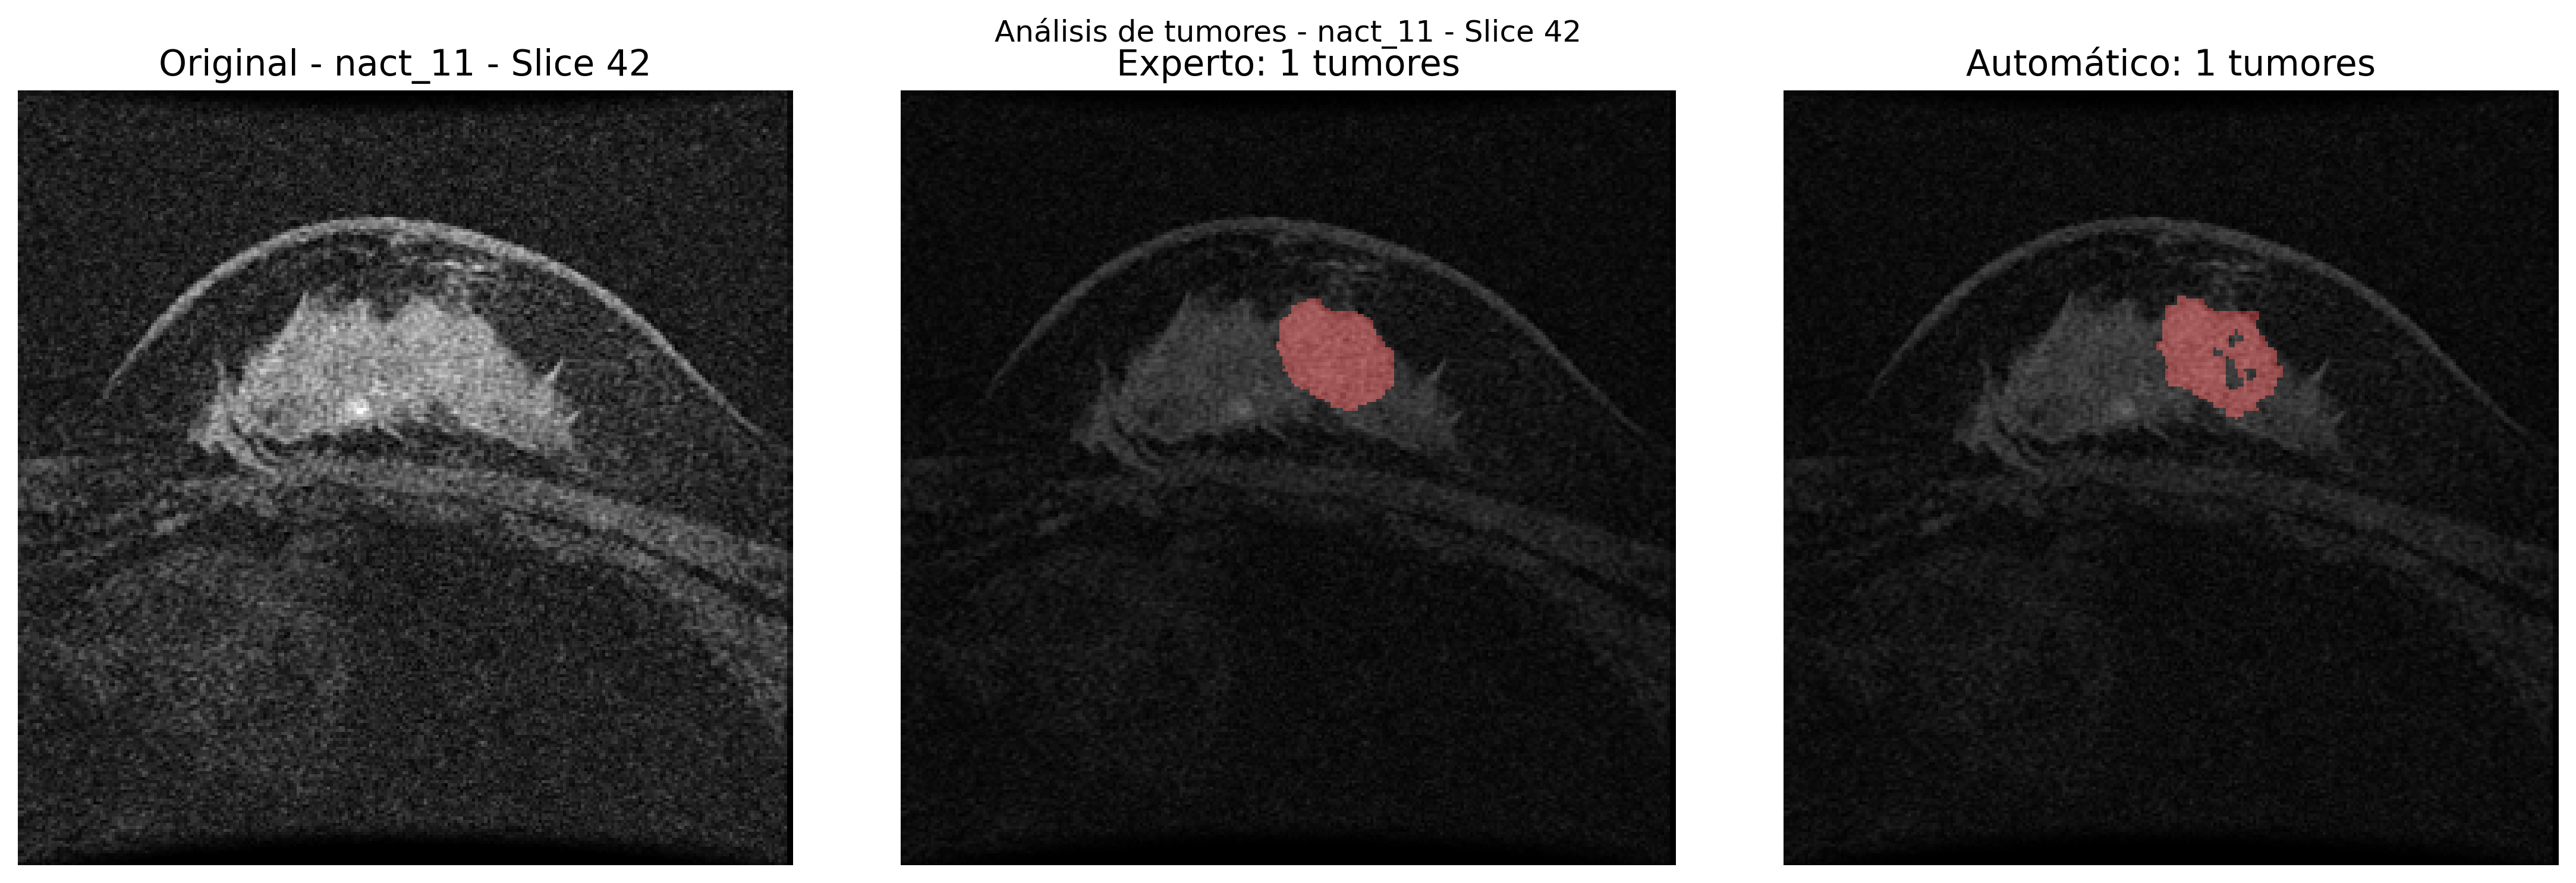 Análisis de tumores - nact_11 - Slice 42
Original - nact_11 - Slice 42
Experto: 1 tumores
Automático: 1 tumores